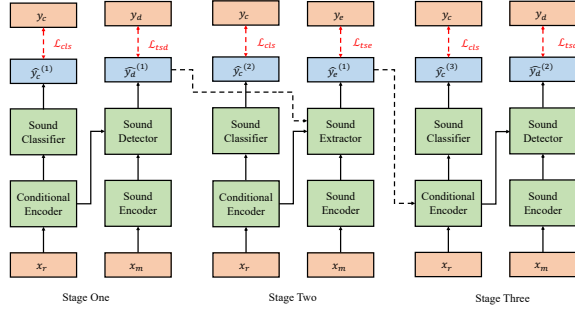 y_c y_d y_c y_e y_c y_d
ℒ_cls ℒ_tsd ℒ_cls ℒ_tse ℒ_cls ℒ_tsd
ŷ_c^(1) ŷ_d^(1) ŷ_c^(2) ŷ_e^(1) ŷ_c^(3) ŷ_d^(2)
Sound Classifier Sound Detector Sound Classifier Sound Extractor Sound Classifier Sound Detector
Conditional Encoder Sound Encoder Conditional Encoder Sound Encoder Conditional Encoder Sound Encoder
x_r x_m x_r x_m x_r x_m
Stage One Stage Two Stage Three